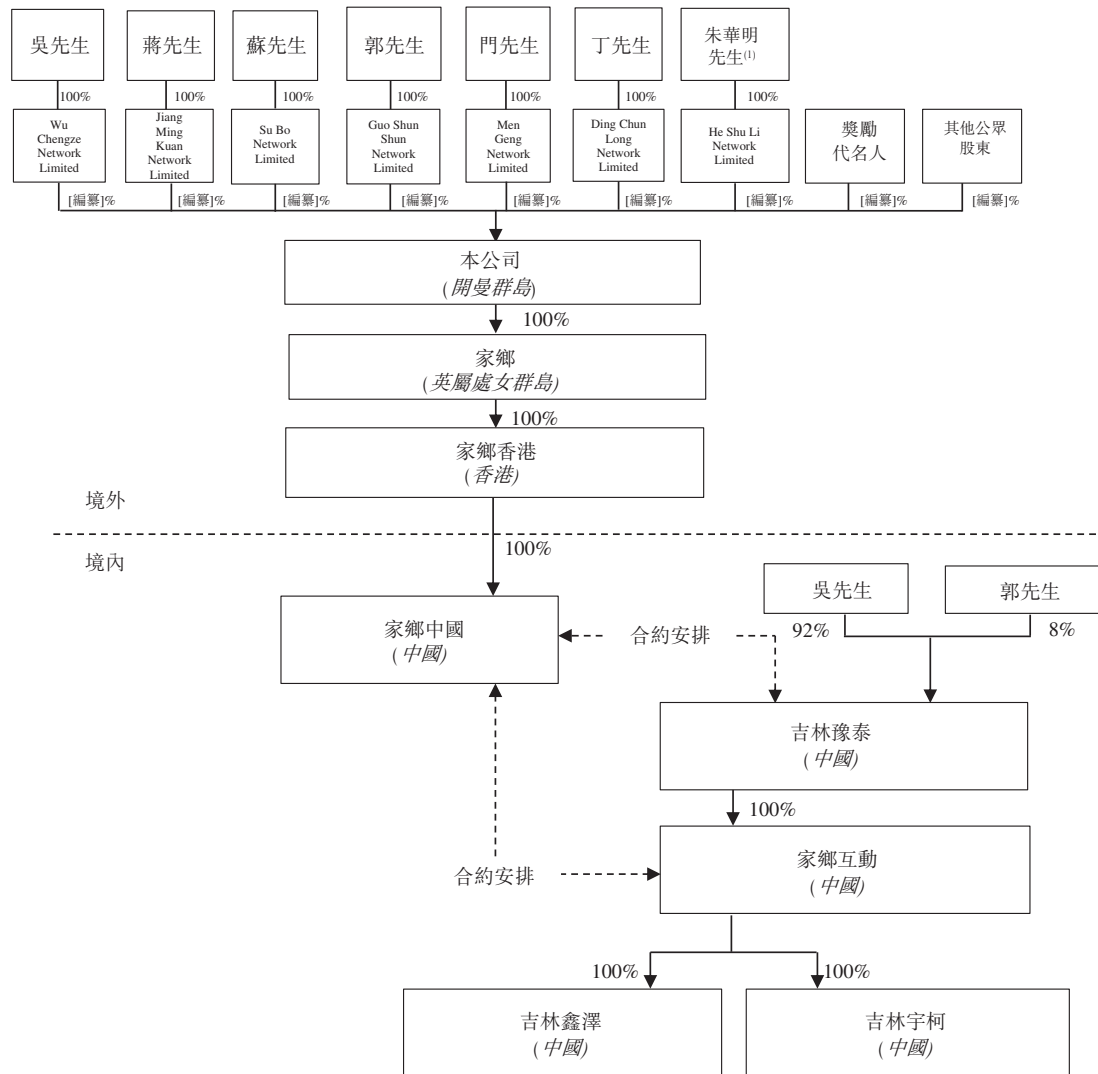 吳先生
蔣先生
蘇先生
郭先生
門先生
丁先生
朱華明
先生(1)
100%
100%
100%
100%
100%
100%
100%
Wu
Chengze
Network
Limited
Jiang
Ming
Kuan
Network
Limited
Su Bo
Network
Limited
Guo Shun
Shun
Network
Limited
Men
Geng
Network
Limited
Ding Chun
Long
Network
Limited
He Shu Li
Network
Limited
獎勵
代名人
其他公眾
股東
[編纂]%
[編纂]%
[編纂]%
[編纂]%
[編纂]%
[編纂]%
[編纂]%
[編纂]%
[編纂]%
本公司
(開曼群島)
100%
家鄉
(英屬處女群島)
100%
家鄉香港
(香港)
境外
100%
境內
吳先生
郭先生
92%
8%
家鄉中國
(中國)
合約安排
吉林豫泰
(中國)
100%
家鄉互動
(中國)
合約安排
100%
100%
吉林鑫澤
(中國)
吉林宇柯
(中國)